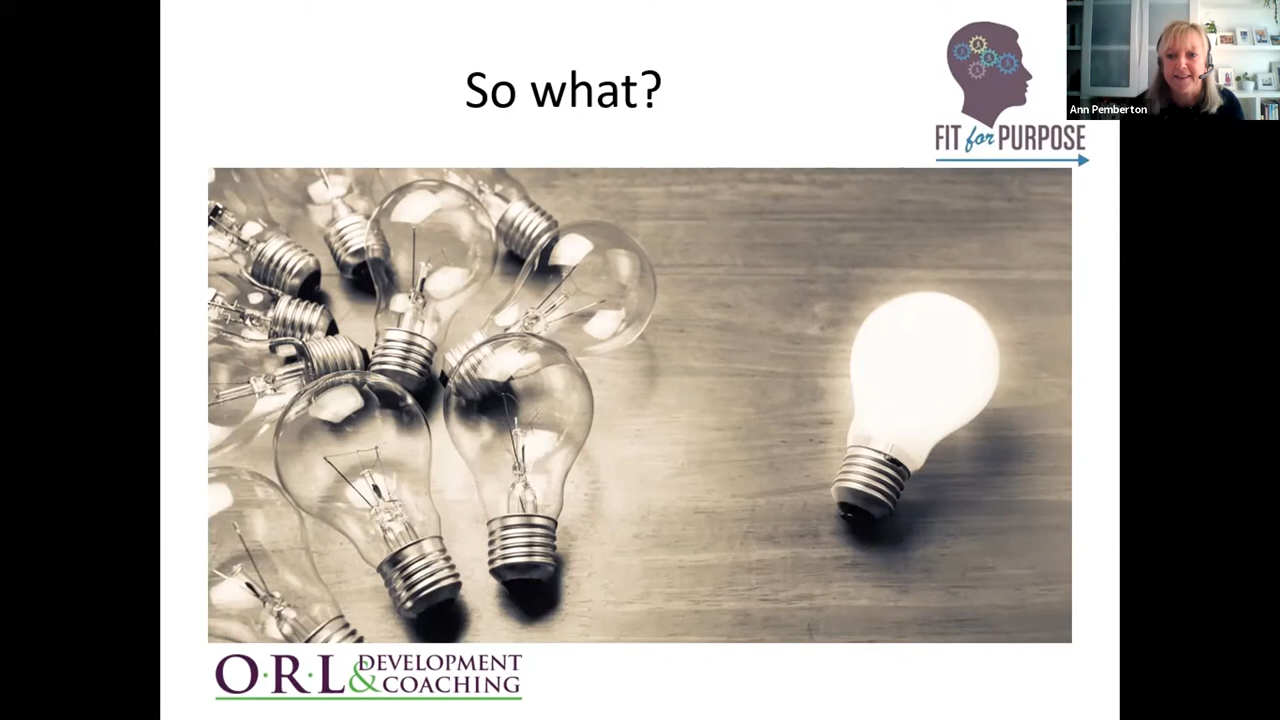 So what?
FIT for PURPOSE
Ann Pemberton
O·R·L & DEVELOPMENT
COACHING